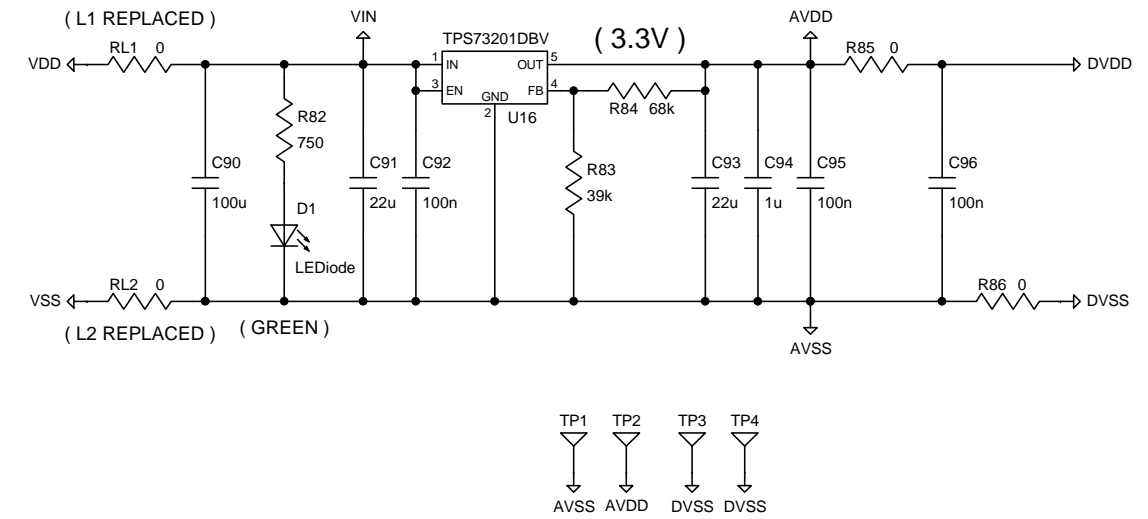 ( L1 REPLACED )
VIN
AVDD
RL1 0
TPS73201DBV
( 3.3V )
R85 0
VDD
1 IN
OUT 5
DVDD
3 EN
FB 4
GND
2
U16
R84 68k
R82
750
C90
100u
C91
22u
C92
100n
R83
39k
C93
22u
C94
1u
C95
100n
C96
100n
D1
LEDiode
RL2 0
R86 0
VSS
DVSS
( L2 REPLACED )
( GREEN )
AVSS
TP1 TP2 TP3 TP4
AVSS AVDD DVSS DVSS